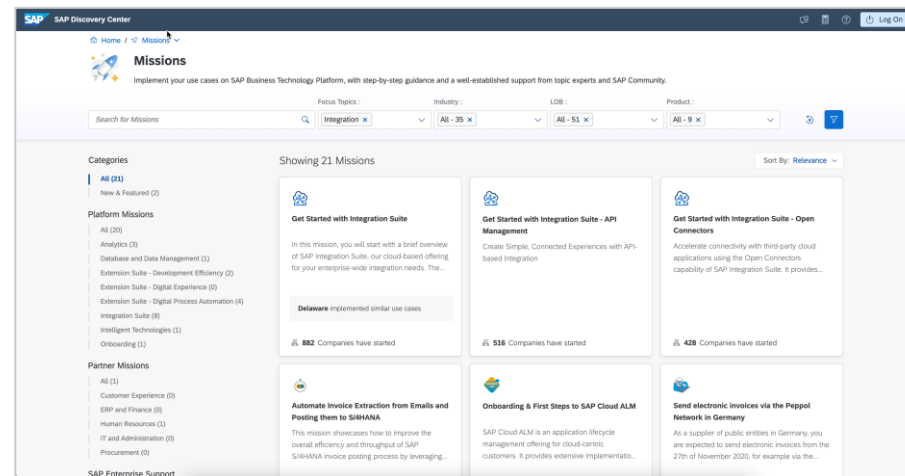 SAP SAP Discovery Center
Log On
Home / Missions
Missions
Implement your use cases on SAP Business Technology Platform, with step-by-step guidance and a well-established support from topic experts and SAP Community.
Focus Topics : Industry : LOB : Product :
Search for Missions Integration × All - 35 × All - 51 × All - 9 ×
Categories
All (21)
New & Featured (2)
Platform Missions
All (20)
Analytics (3)
Database and Data Management (1)
Extension Suite - Development Efficiency (2)
Extension Suite - Digital Experience (0)
Extension Suite - Digital Process Automation (4)
Integration Suite (8)
Intelligent Technologies (1)
Onboarding (1)
Partner Missions
All (1)
Customer Experience (0)
ERP and Finance (0)
Human Resources (1)
IT and Administration (0)
Procurement (0)
SAP Enterprise Support
Showing 21 Missions
Sort By: Relevance
Get Started with Integration Suite
In this mission, you will start with a brief overview
of SAP Integration Suite, our cloud-based offering
for your enterprise-wide integration needs. The...
Delaware implemented similar use cases
882 Companies have started
Get Started with Integration Suite - API
Management
Create Simple, Connected Experiences with API-
based Integration
516 Companies have started
Get Started with Integration Suite - Open
Connectors
Accelerate connectivity with third-party cloud
applications using the Open Connectors
capability of SAP Integration Suite. It provides...
428 Companies have started
Automate Invoice Extraction from Emails and
Posting them to S/4HANA
This mission showcases how to improve the
overall efficiency and throughput of SAP
S/4HANA invoice posting process by leveraging...
Onboarding & First Steps to SAP Cloud ALM
SAP Cloud ALM is an application lifecycle
management offering for cloud-centric
customers. It provides extensive implementatio...
Send electronic invoices via the Peppol
Network in Germany
As a supplier of public entities in Germany, you
are expected to send electronic invoices from the
27th of November 2020, for example via the...